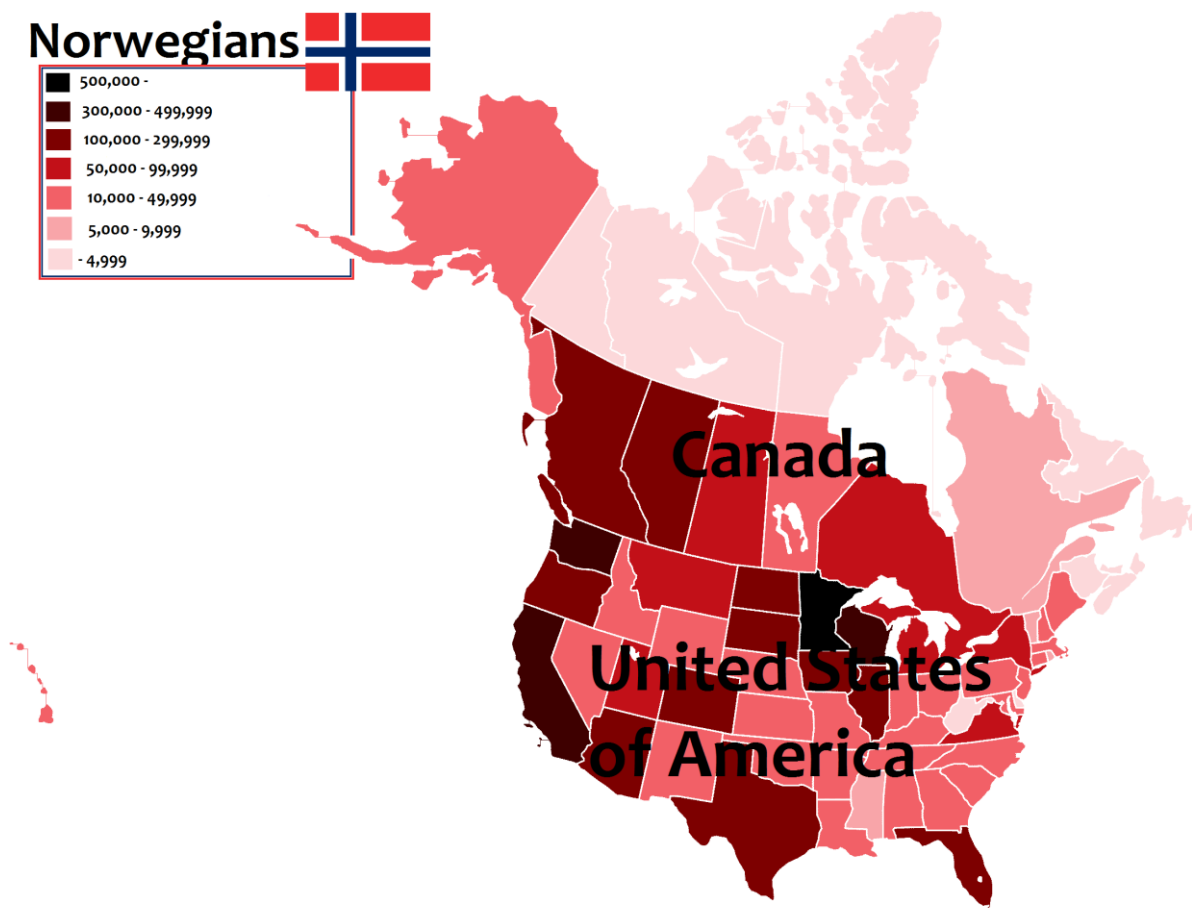 Norwegians
500,000 -
300,000 - 499,999
100,000 - 299,999
50,000 - 99,999
10,000 - 49,999
5,000 - 9,999
- 4,999
Canada
United States
of America